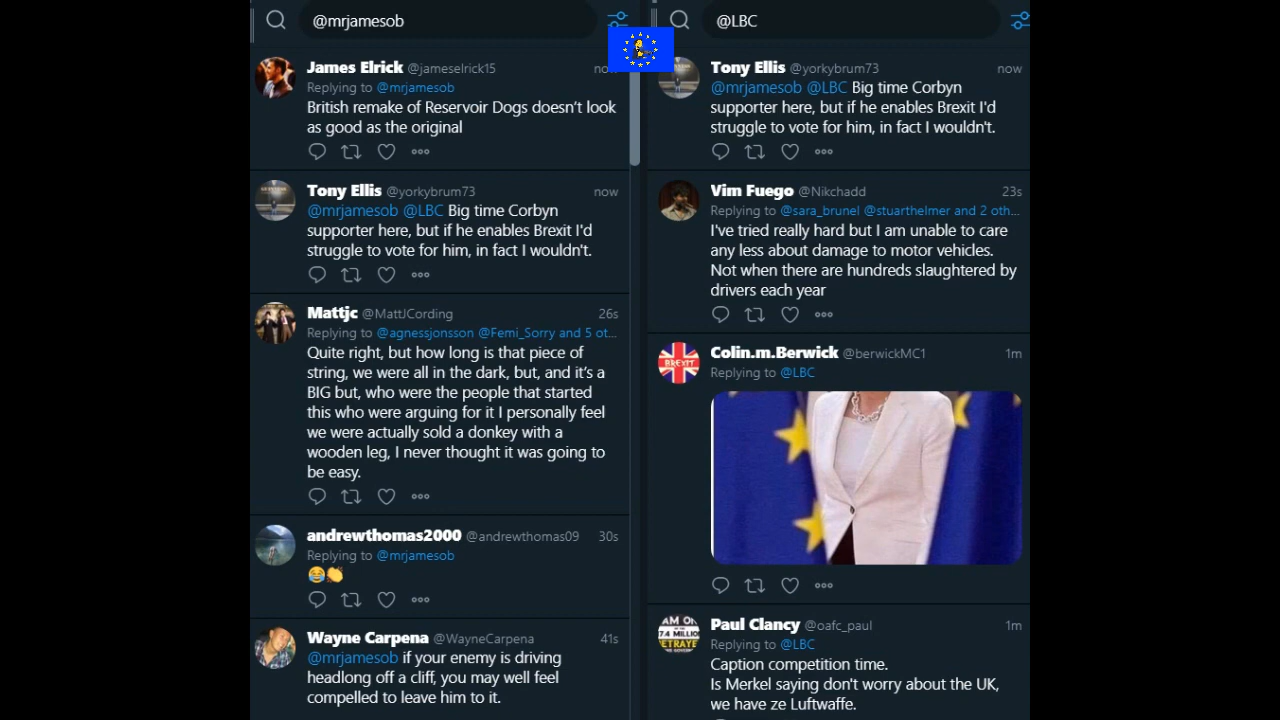 @mrjamesob
James Elrick @jameselrick15 now
Replying to @mrjamesob
British remake of Reservoir Dogs doesn't look
as good as the original
Tony Ellis @yorkybrum73 now
@mrjamesob @LBC Big time Corbyn
supporter here, but if he enables Brexit I'd
struggle to vote for him, in fact I wouldn't.
Mattjc @MattJCording 26s
Replying to @agnessjonsson @Femi_Sorry and 5 ot...
Quite right, but how long is that piece of
string, we were all in the dark, but, and it's a
BIG but, who were the people that started
this who were arguing for it I personally feel
we were actually sold a donkey with a
wooden leg, I never thought it was going to
be easy.
andrewthomas2000 @andrewthomas09 30s
Replying to @mrjamesob
😂👏
Wayne Carpena @WayneCarpena 41s
@mrjamesob if your enemy is driving
headlong off a cliff, you may well feel
compelled to leave him to it.
@LBC
Tony Ellis @yorkybrum73 now
@mrjamesob @LBC Big time Corbyn
supporter here, but if he enables Brexit I'd
struggle to vote for him, in fact I wouldn't.
Vim Fuego @Nikchadd 23s
Replying to @sara_brunel @stuarthelmer and 2 oth...
I've tried really hard but I am unable to care
any less about damage to motor vehicles.
Not when there are hundreds slaughtered by
drivers each year
BREXIT
Colin.m.Berwick @berwickMC1 1m
Replying to @LBC
AM O
17.4 MILLIO
BETRAYE
Paul Clancy @oafc_paul 1m
Replying to @LBC
Caption competition time.
Is Merkel saying don't worry about the UK,
we have ze Luftwaffe.